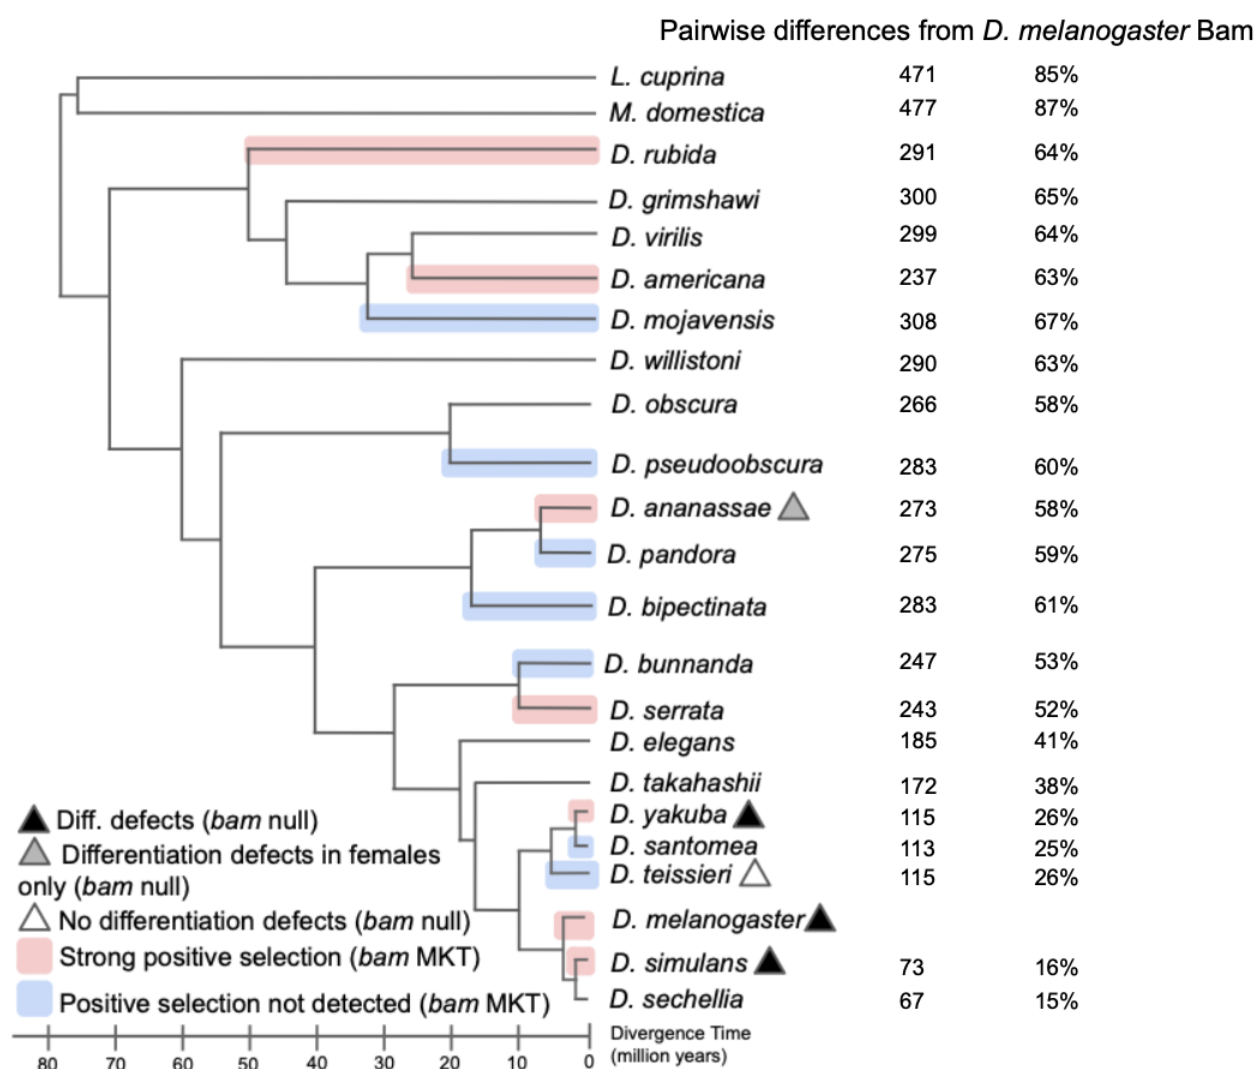 Pairwise differences from D. melanogaster Bam
L. cuprina 471 85%
M. domestica 477 87%
D. rubida 291 64%
D. grimshawi 300 65%
D. virilis 299 64%
D. americana 237 63%
D. mojavensis 308 67%
D. willistoni 290 63%
D. obscura 266 58%
D. pseudoobscura 283 60%
D. ananassae 273 58%
D. pandora 275 59%
D. bipectinata 283 61%
D. bunnanda 247 53%
D. serrata 243 52%
D. elegans 185 41%
D. takahashii 172 38%
D. yakuba 115 26%
D. santomea 113 25%
D. teissieri 115 26%
D. melanogaster
D. simulans 73 16%
D. sechellia 67 15%
Diff. defects (bam null)
Differentiation defects in females
only (bam null)
No differentiation defects (bam null)
Strong positive selection (bam MKT)
Positive selection not detected (bam MKT)
80 70 60 50 40 30 20 10 0
Divergence Time
(million years)